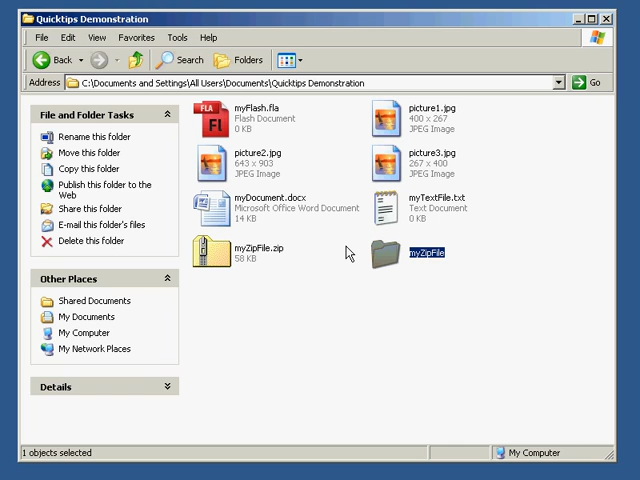 Quicktips Demonstration
File Edit View Favorites Tools Help
Back Search Folders
Address C:\Documents and Settings\All Users\Documents\Quicktips Demonstration Go
File and Folder Tasks
Rename this folder
Move this folder
Copy this folder
Publish this folder to the
Web
Share this folder
E-mail this folder's files
Delete this folder
Other Places
Shared Documents
My Documents
My Computer
My Network Places
Details
FLA
Fl
myFlash.fla
Flash Document
0 KB
picture1.jpg
400 x 267
JPEG Image
picture2.jpg
643 x 903
JPEG Image
picture3.jpg
267 x 400
JPEG Image
W
myDocument.docx
Microsoft Office Word Document
14 KB
myTextFile.txt
Text Document
0 KB
myZipFile.zip
58 KB
myZipFile
1 objects selected
My Computer